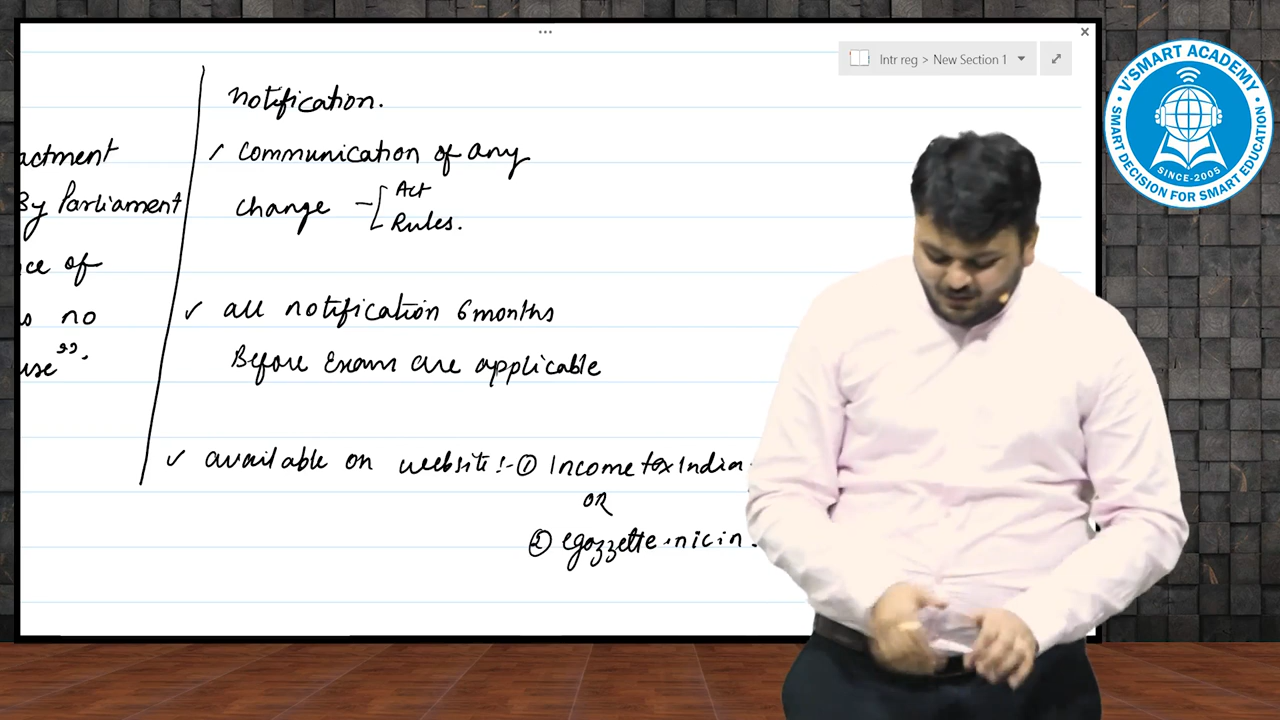 Intr reg > New Section 1
actment
By Parliament
ce of
no
use".
notification.
communication of any
change - Act
Rules.
all notification 6 months
Before Exam are applicable
available on website:- ① Income tax India
OR
② egazzette.nic.in
V'SMART ACADEMY
SINCE-2005
SMART DECISION FOR SMART EDUCATION